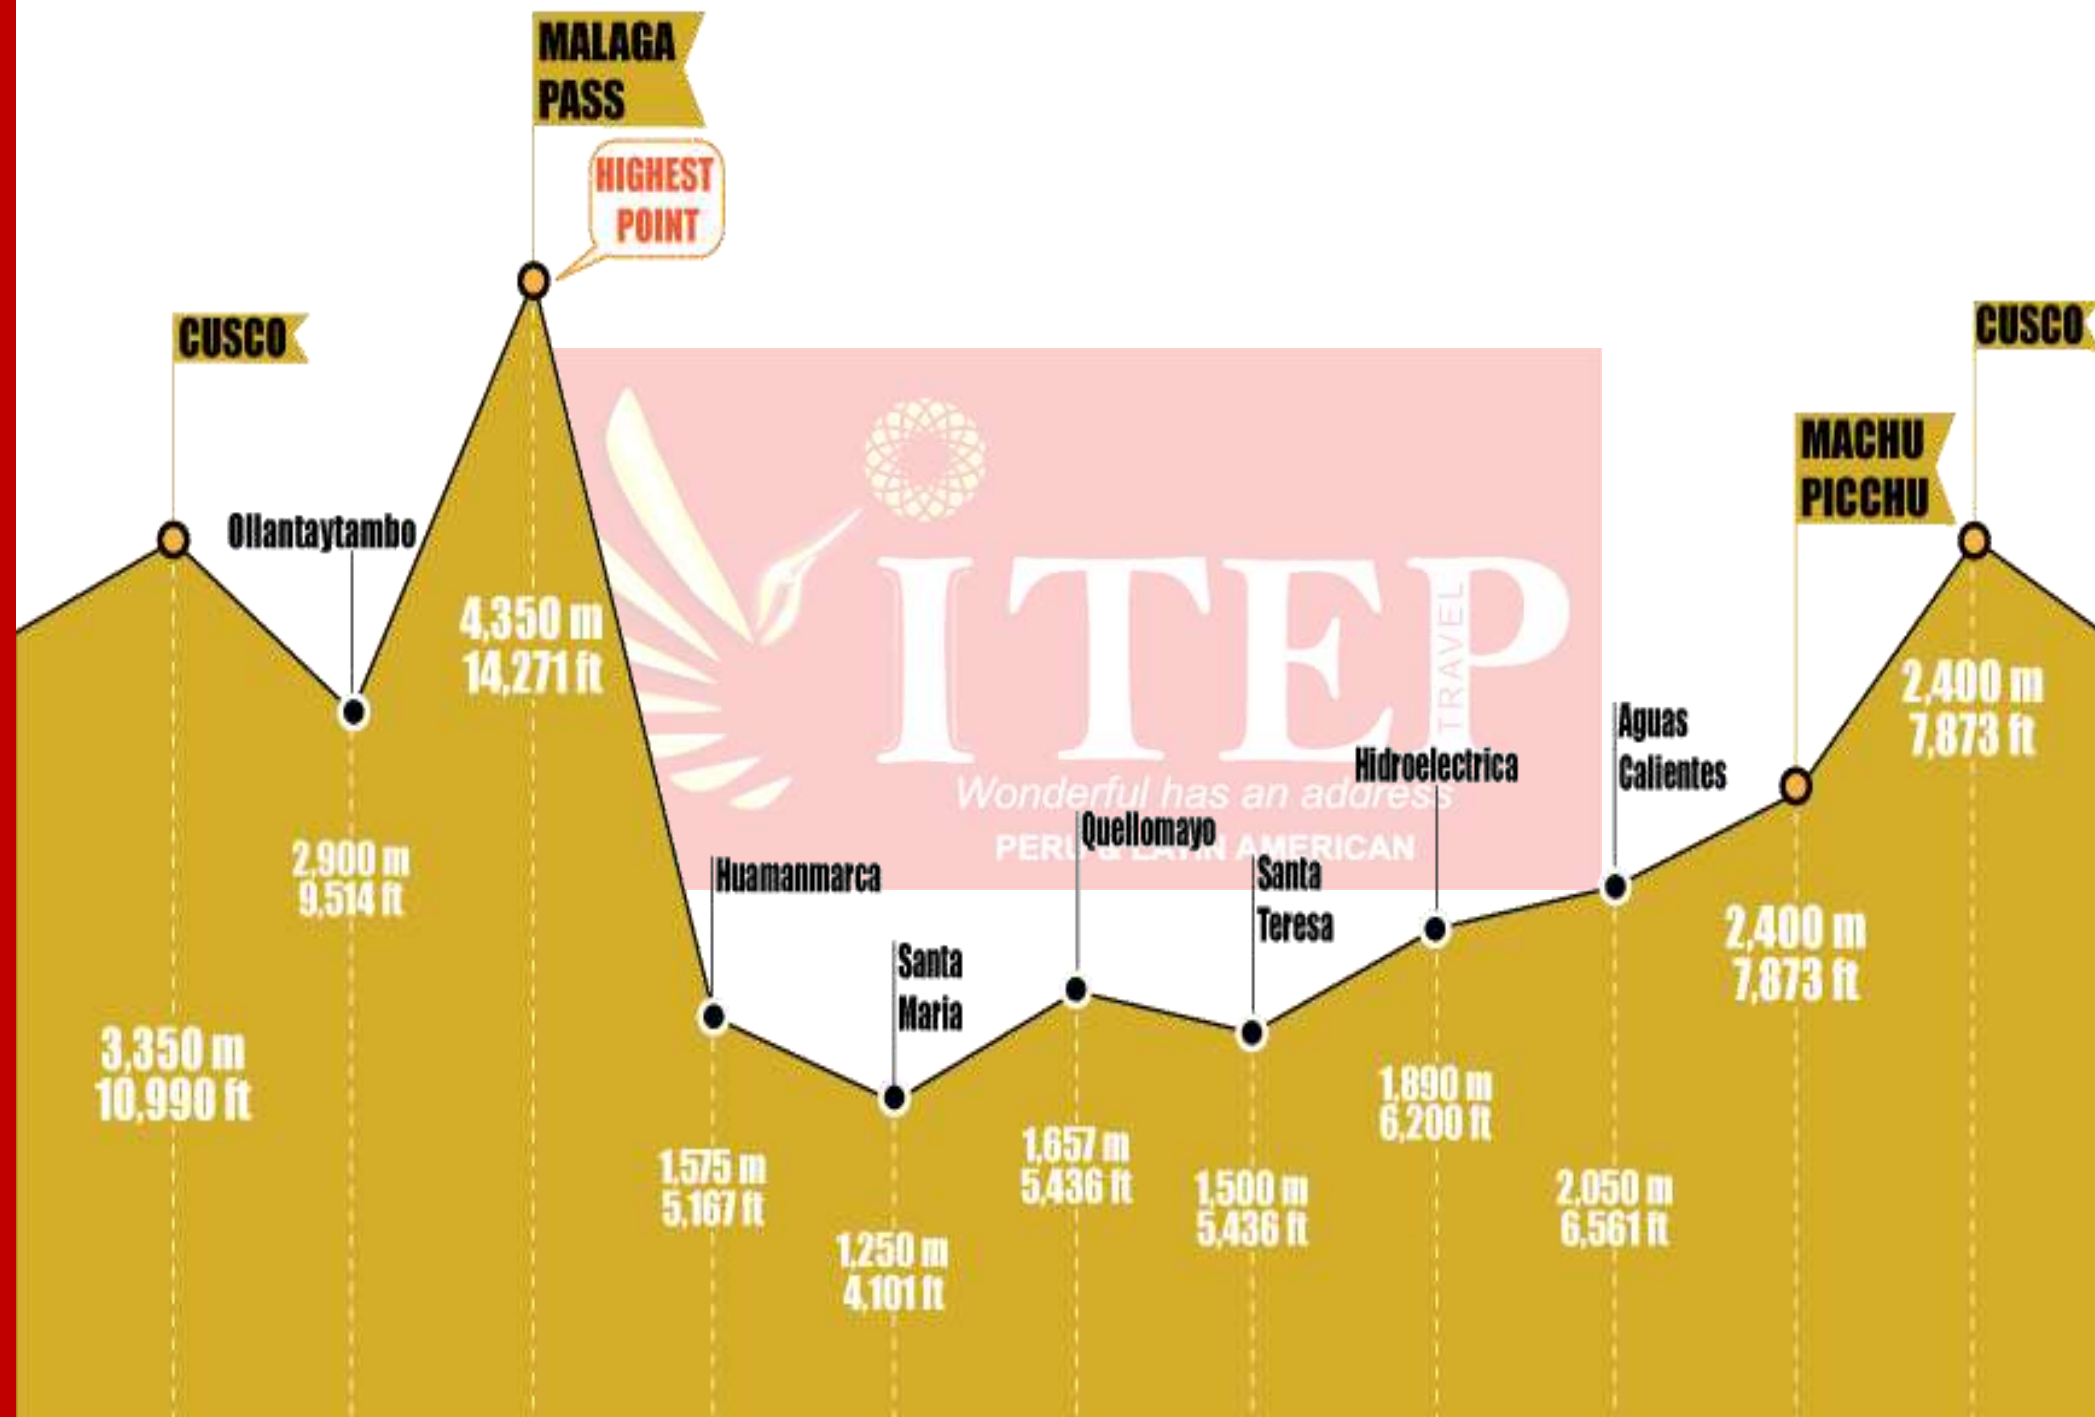 MALAGA
PASS
HIGHEST
POINT
CUSCO
Ollantaytambo
4,350 m
14,271 ft
2,900 m
9,514 ft
3,350 m
10,990 ft
ITEP
TRAVEL
Wonderful has an address
PERU & LATIN AMERICAN
Huamanmarca
1,575 m
5,167 ft
Santa
Maria
1,250 m
4,101 ft
Quellomayo
1,657 m
5,436 ft
Santa
Teresa
1,500 m
5,436 ft
Hidroelectrica
1,890 m
6,200 ft
Aguas
Calientes
2,050 m
6,561 ft
MACHU
PICCHU
2,400 m
7,873 ft
CUSCO
2,400 m
7,873 ft